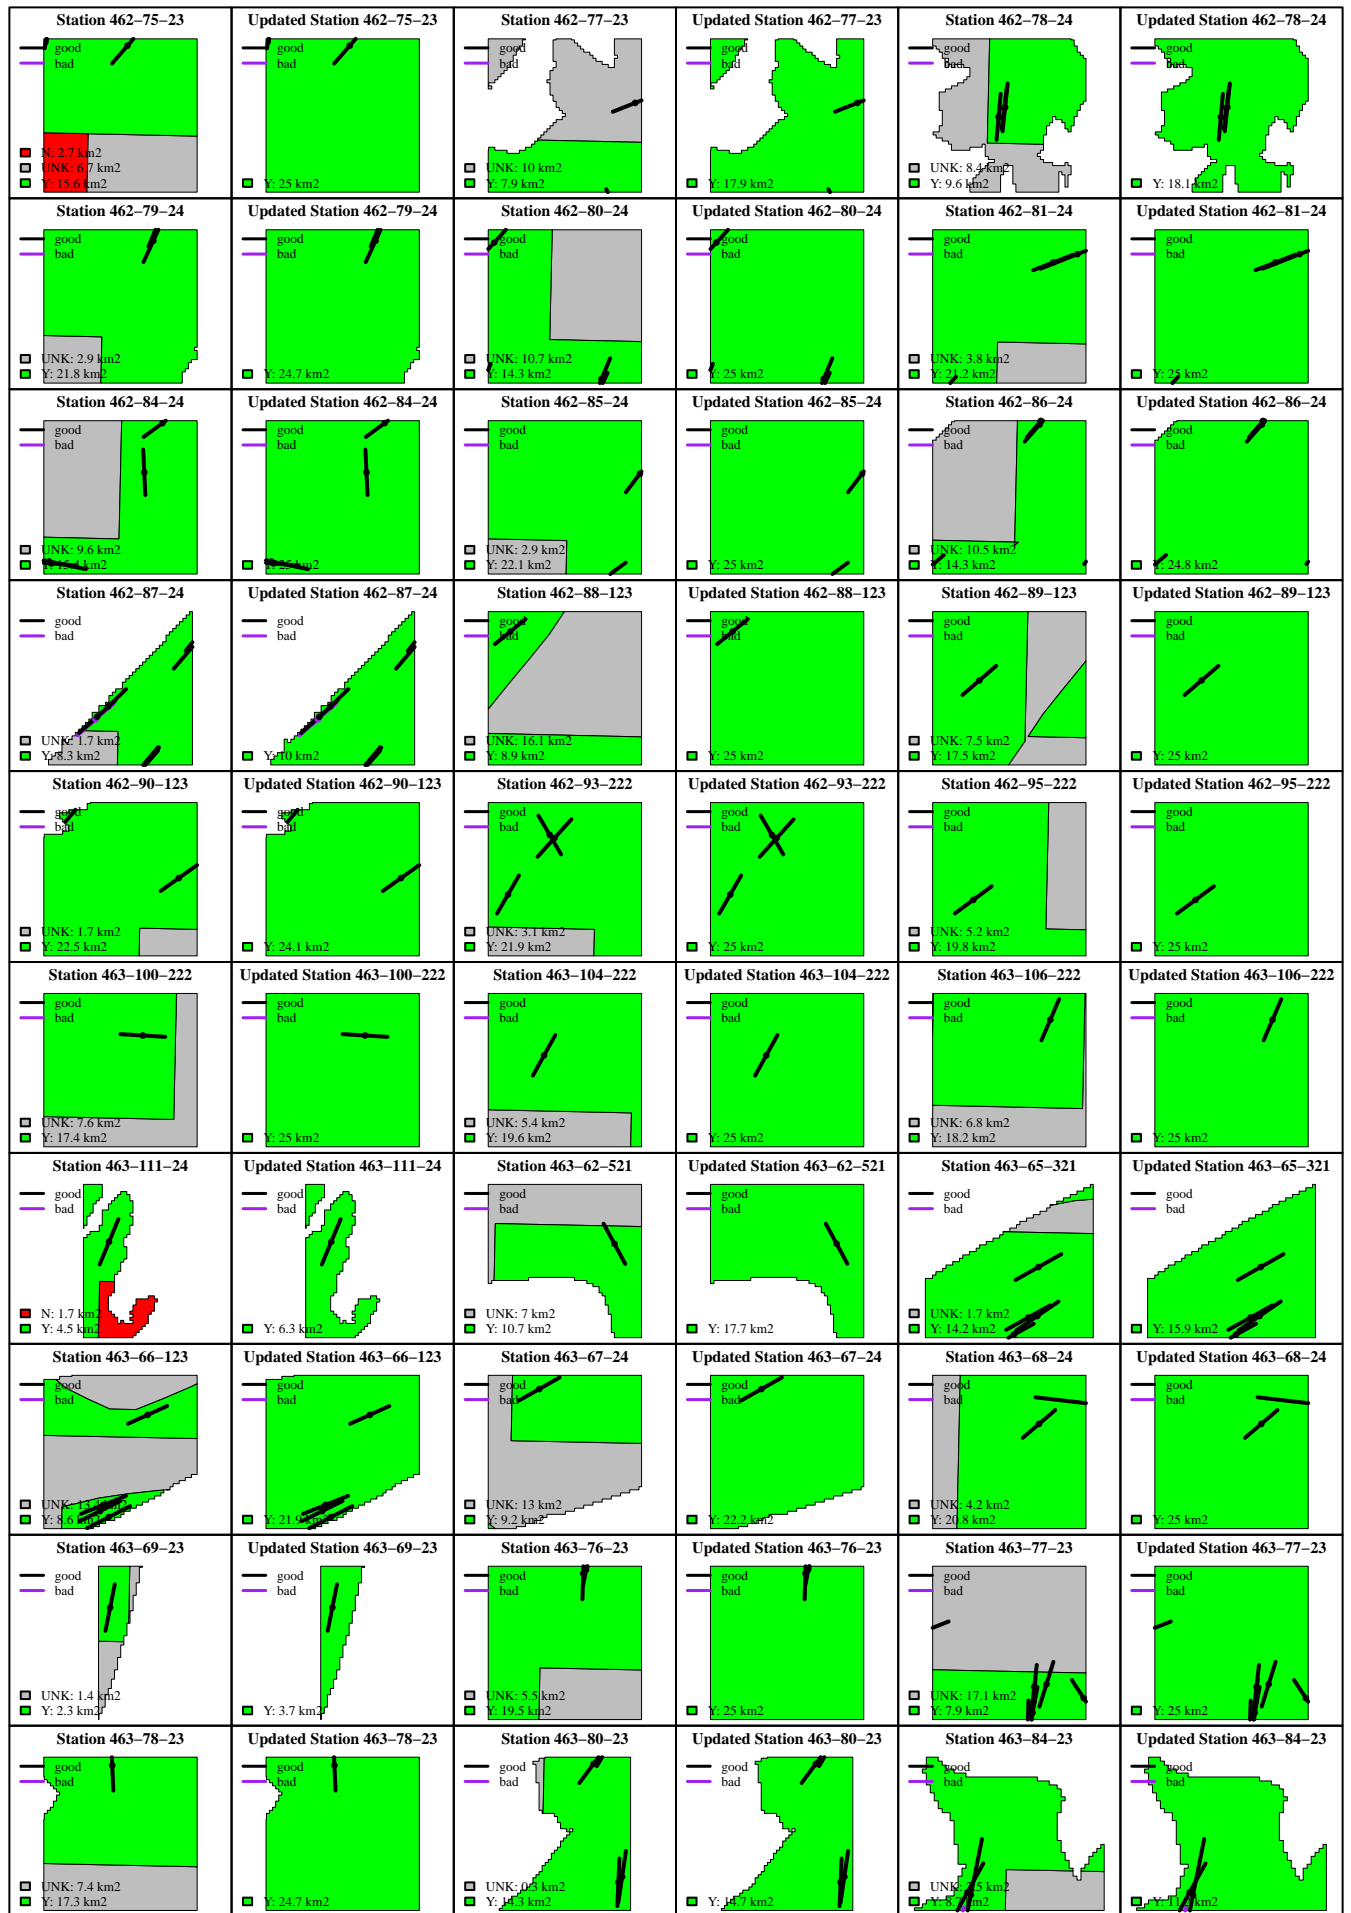 Station 462−75−23
good
bad
N: 2.7 km2
UNK: 6.7 km2
Y: 15.6 km2
Updated Station 462−75−23
good
bad
Y: 25 km2
Station 462−77−23
good
bad
UNK: 10 km2
Y: 7.9 km2
Updated Station 462−77−23
good
bad
Y: 17.9 km2
Station 462−78−24
good
bad
UNK: 8.4 km2
Y: 9.6 km2
Updated Station 462−78−24
good
bad
Y: 18.1 km2
Station 462−79−24
good
bad
UNK: 2.9 km2
Y: 21.8 km2
Updated Station 462−79−24
good
bad
Y: 24.7 km2
Station 462−80−24
good
bad
UNK: 10.7 km2
Y: 14.3 km2
Updated Station 462−80−24
good
bad
Y: 25 km2
Station 462−81−24
good
bad
UNK: 3.8 km2
Y: 21.2 km2
Updated Station 462−81−24
good
bad
Y: 25 km2
Station 462−84−24
good
bad
UNK: 9.6 km2
Y: 15.4 km2
Updated Station 462−84−24
good
bad
Y: 25 km2
Station 462−85−24
good
bad
UNK: 2.9 km2
Y: 22.1 km2
Updated Station 462−85−24
good
bad
Y: 25 km2
Station 462−86−24
good
bad
UNK: 10.5 km2
Y: 14.3 km2
Updated Station 462−86−24
good
bad
Y: 24.8 km2
Station 462−87−24
good
bad
UNK: 1.7 km2
Y: 8.3 km2
Updated Station 462−87−24
good
bad
Y: 10 km2
Station 462−88−123
good
bad
UNK: 16.1 km2
Y: 8.9 km2
Updated Station 462−88−123
good
bad
Y: 25 km2
Station 462−89−123
good
bad
UNK: 7.5 km2
Y: 17.5 km2
Updated Station 462−89−123
good
bad
Y: 25 km2
Station 462−90−123
good
bad
UNK: 1.7 km2
Y: 22.5 km2
Updated Station 462−90−123
good
bad
Y: 24.1 km2
Station 462−93−222
good
bad
UNK: 3.1 km2
Y: 21.9 km2
Updated Station 462−93−222
good
bad
Y: 25 km2
Station 462−95−222
good
bad
UNK: 5.2 km2
Y: 19.8 km2
Updated Station 462−95−222
good
bad
Y: 25 km2
Station 463−100−222
good
bad
UNK: 7.6 km2
Y: 17.4 km2
Updated Station 463−100−222
good
bad
Y: 25 km2
Station 463−104−222
good
bad
UNK: 5.4 km2
Y: 19.6 km2
Updated Station 463−104−222
good
bad
Y: 25 km2
Station 463−106−222
good
bad
UNK: 6.8 km2
Y: 18.2 km2
Updated Station 463−106−222
good
bad
Y: 25 km2
Station 463−111−24
good
bad
N: 1.7 km2
Y: 4.5 km2
Updated Station 463−111−24
good
bad
Y: 6.3 km2
Station 463−62−521
good
bad
UNK: 7 km2
Y: 10.7 km2
Updated Station 463−62−521
good
bad
Y: 17.7 km2
Station 463−65−321
good
bad
UNK: 1.7 km2
Y: 14.2 km2
Updated Station 463−65−321
good
bad
Y: 15.9 km2
Station 463−66−123
good
bad
UNK: 13.4 km2
Y: 8.6 km2
Updated Station 463−66−123
good
bad
Y: 21.9 km2
Station 463−67−24
good
bad
UNK: 13 km2
Y: 9.2 km2
Updated Station 463−67−24
good
bad
Y: 22.2 km2
Station 463−68−24
good
bad
UNK: 4.2 km2
Y: 20.8 km2
Updated Station 463−68−24
good
bad
Y: 25 km2
Station 463−69−23
good
bad
UNK: 1.4 km2
Y: 2.3 km2
Updated Station 463−69−23
good
bad
Y: 3.7 km2
Station 463−76−23
good
bad
UNK: 5.5 km2
Y: 19.5 km2
Updated Station 463−76−23
good
bad
Y: 25 km2
Station 463−77−23
good
bad
UNK: 17.1 km2
Y: 7.9 km2
Updated Station 463−77−23
good
bad
Y: 25 km2
Station 463−78−23
good
bad
UNK: 7.4 km2
Y: 17.3 km2
Updated Station 463−78−23
good
bad
Y: 24.7 km2
Station 463−80−23
good
bad
UNK: 0.3 km2
Y: 14.3 km2
Updated Station 463−80−23
good
bad
Y: 14.7 km2
Station 463−84−23
good
bad
UNK: km2
Y: km2
Updated Station 463−84−23
good
bad
Y: km2